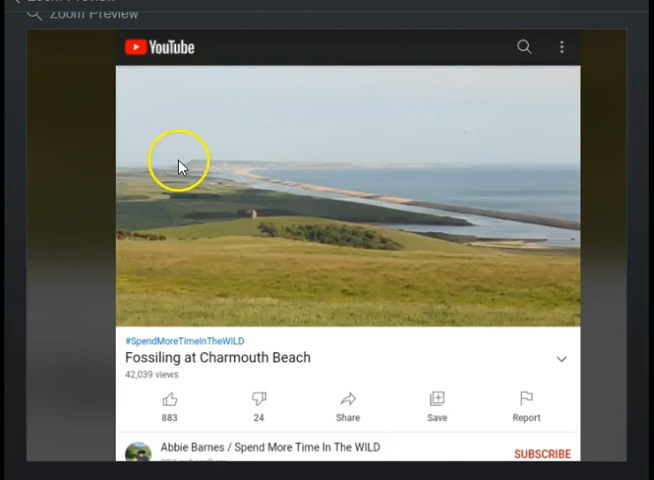 Zoom Preview
YouTube
#SpendMoreTimeInTheWILD
Fossiling at Charmouth Beach
42,039 views
883
24
Share
Save
Report
Abbie Barnes / Spend More Time In The WILD
SUBSCRIBE